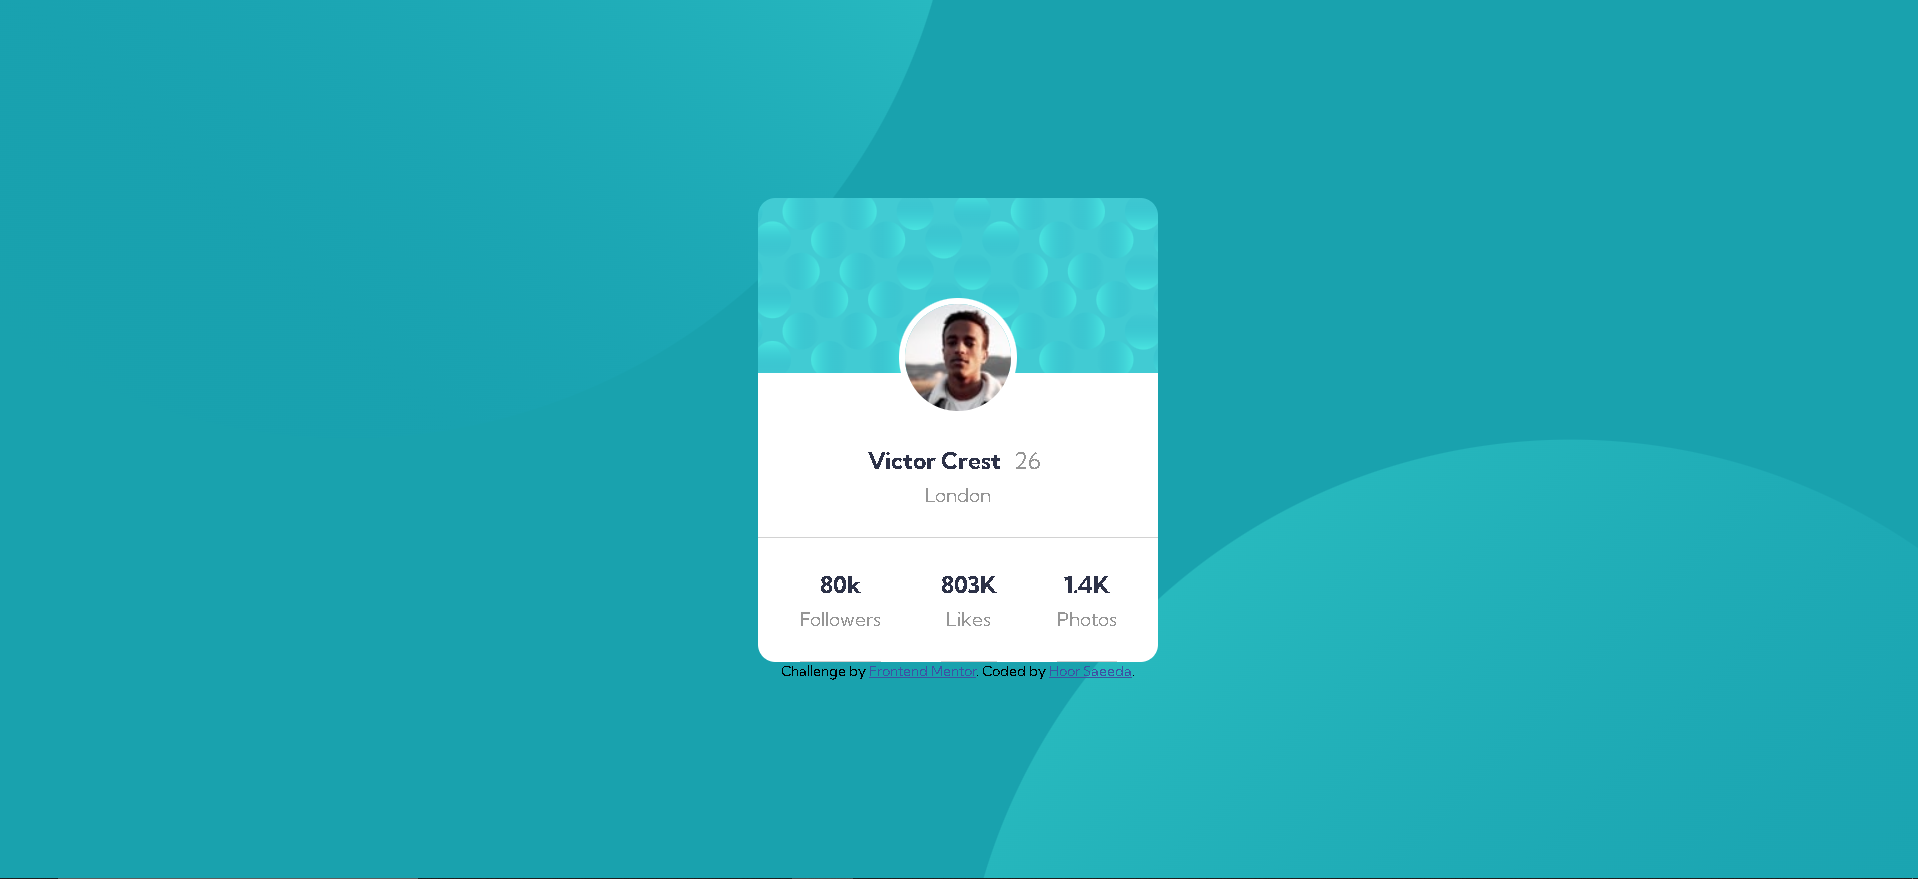 Victor Crest 26
London
80k 803K 1.4K
Followers Likes Photos
Challenge by Frontend Mentor. Coded by Hoor Saeeda.